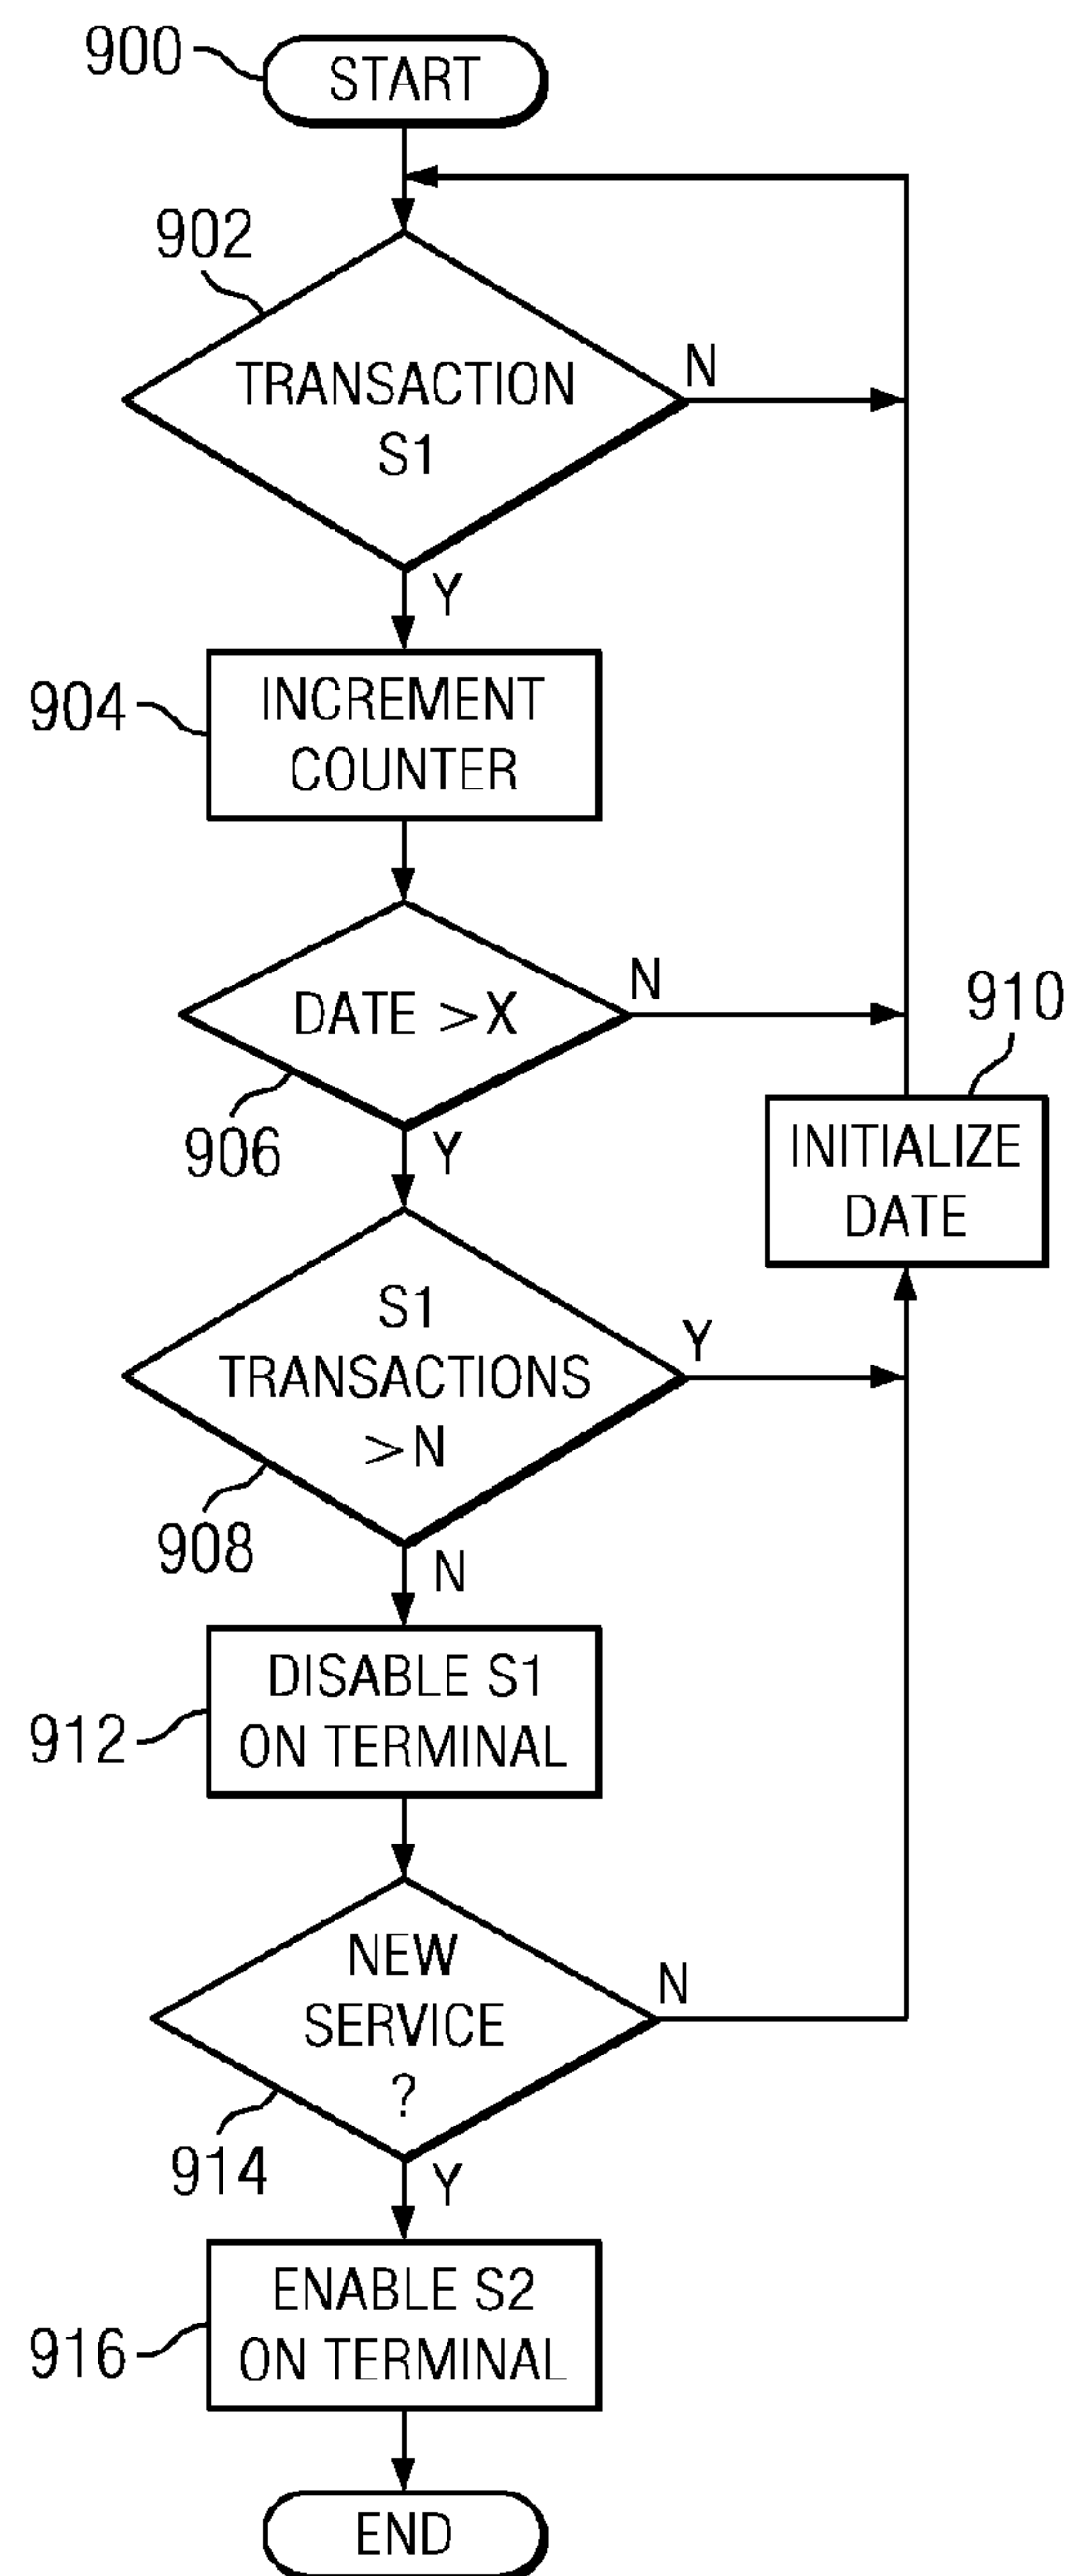 900
START
902
TRANSACTION
S1
N
Y
904
INCREMENT
COUNTER
DATE >X
N
906
Y
910
INITIALIZE
DATE
S1
TRANSACTIONS
>N
Y
908
N
912
DISABLE S1
ON TERMINAL
NEW
SERVICE
?
N
914
Y
916
ENABLE S2
ON TERMINAL
END